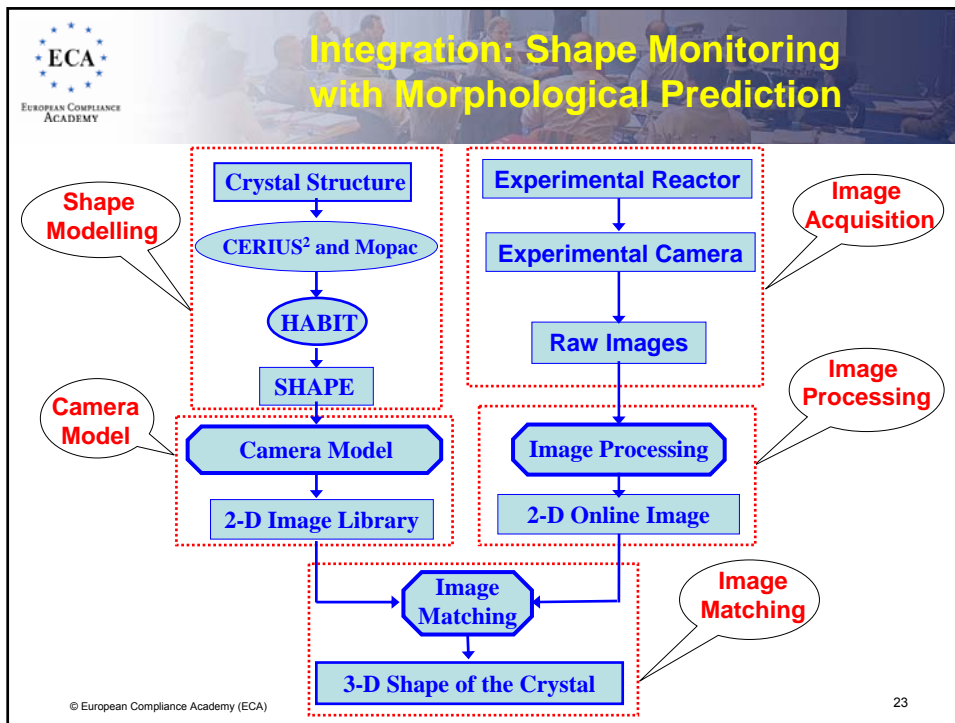 ECA
EUROPEAN COMPLIANCE
ACADEMY
Integration: Shape Monitoring
with Morphological Prediction
Shape
Modelling
Crystal Structure
CERIUS² and Mopac
HABIT
SHAPE
Experimental Reactor
Experimental Camera
Raw Images
Image
Acquisition
Camera
Model
Camera Model
2-D Image Library
Image Processing
2-D Online Image
Image
Processing
Image
Matching
3-D Shape of the Crystal
Image
Matching
© European Compliance Academy (ECA)
23